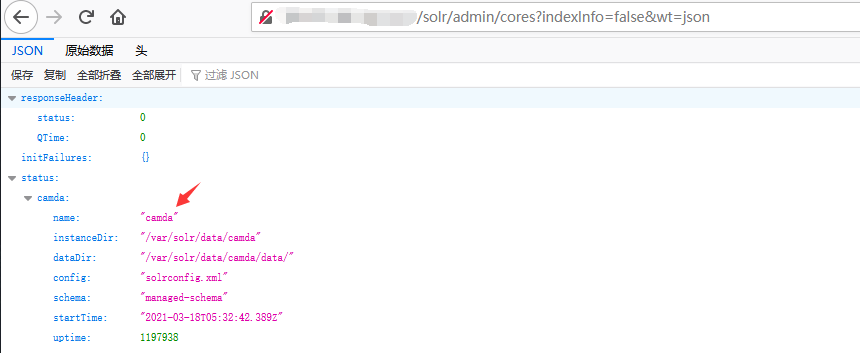 /solr/admin/cores?indexInfo=false&wt=json
JSON 原始数据 头
保存 复制 全部折叠 全部展开 过滤 JSON
responseHeader:
status: 0
QTime: 0
initFailures: {}
status:
camda:
name: "camda"
instanceDir: "/var/solr/data/camda"
dataDir: "/var/solr/data/camda/data/"
config: "solrconfig.xml"
schema: "managed-schema"
startTime: "2021-03-18T05:32:42.389Z"
uptime: 1197938